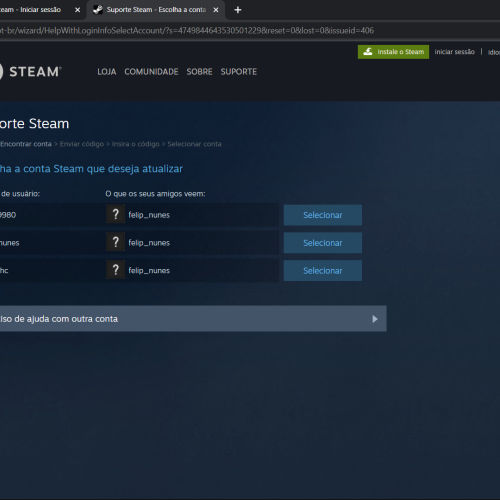 eam - Iniciar sessão × Suporte Steam - Escolha a conta × +
t-br/wizard/HelpWithLoginInfoSelectAccount/?s=4749844643530501229&reset=0&lost=0&issueid=406
Instale o Steam iniciar sessão | idio
STEAM® LOJA COMUNIDADE SOBRE SUPORTE
orte Steam
Encontrar conta > Enviar código > Insira o código > Selecionar conta
ha a conta Steam que deseja atualizar
de usuário: O que os seus amigos veem:
9980 ? felip_nunes Selecionar
nunes ? felip_nunes Selecionar
hc ? felip_nunes Selecionar
iso de ajuda com outra conta